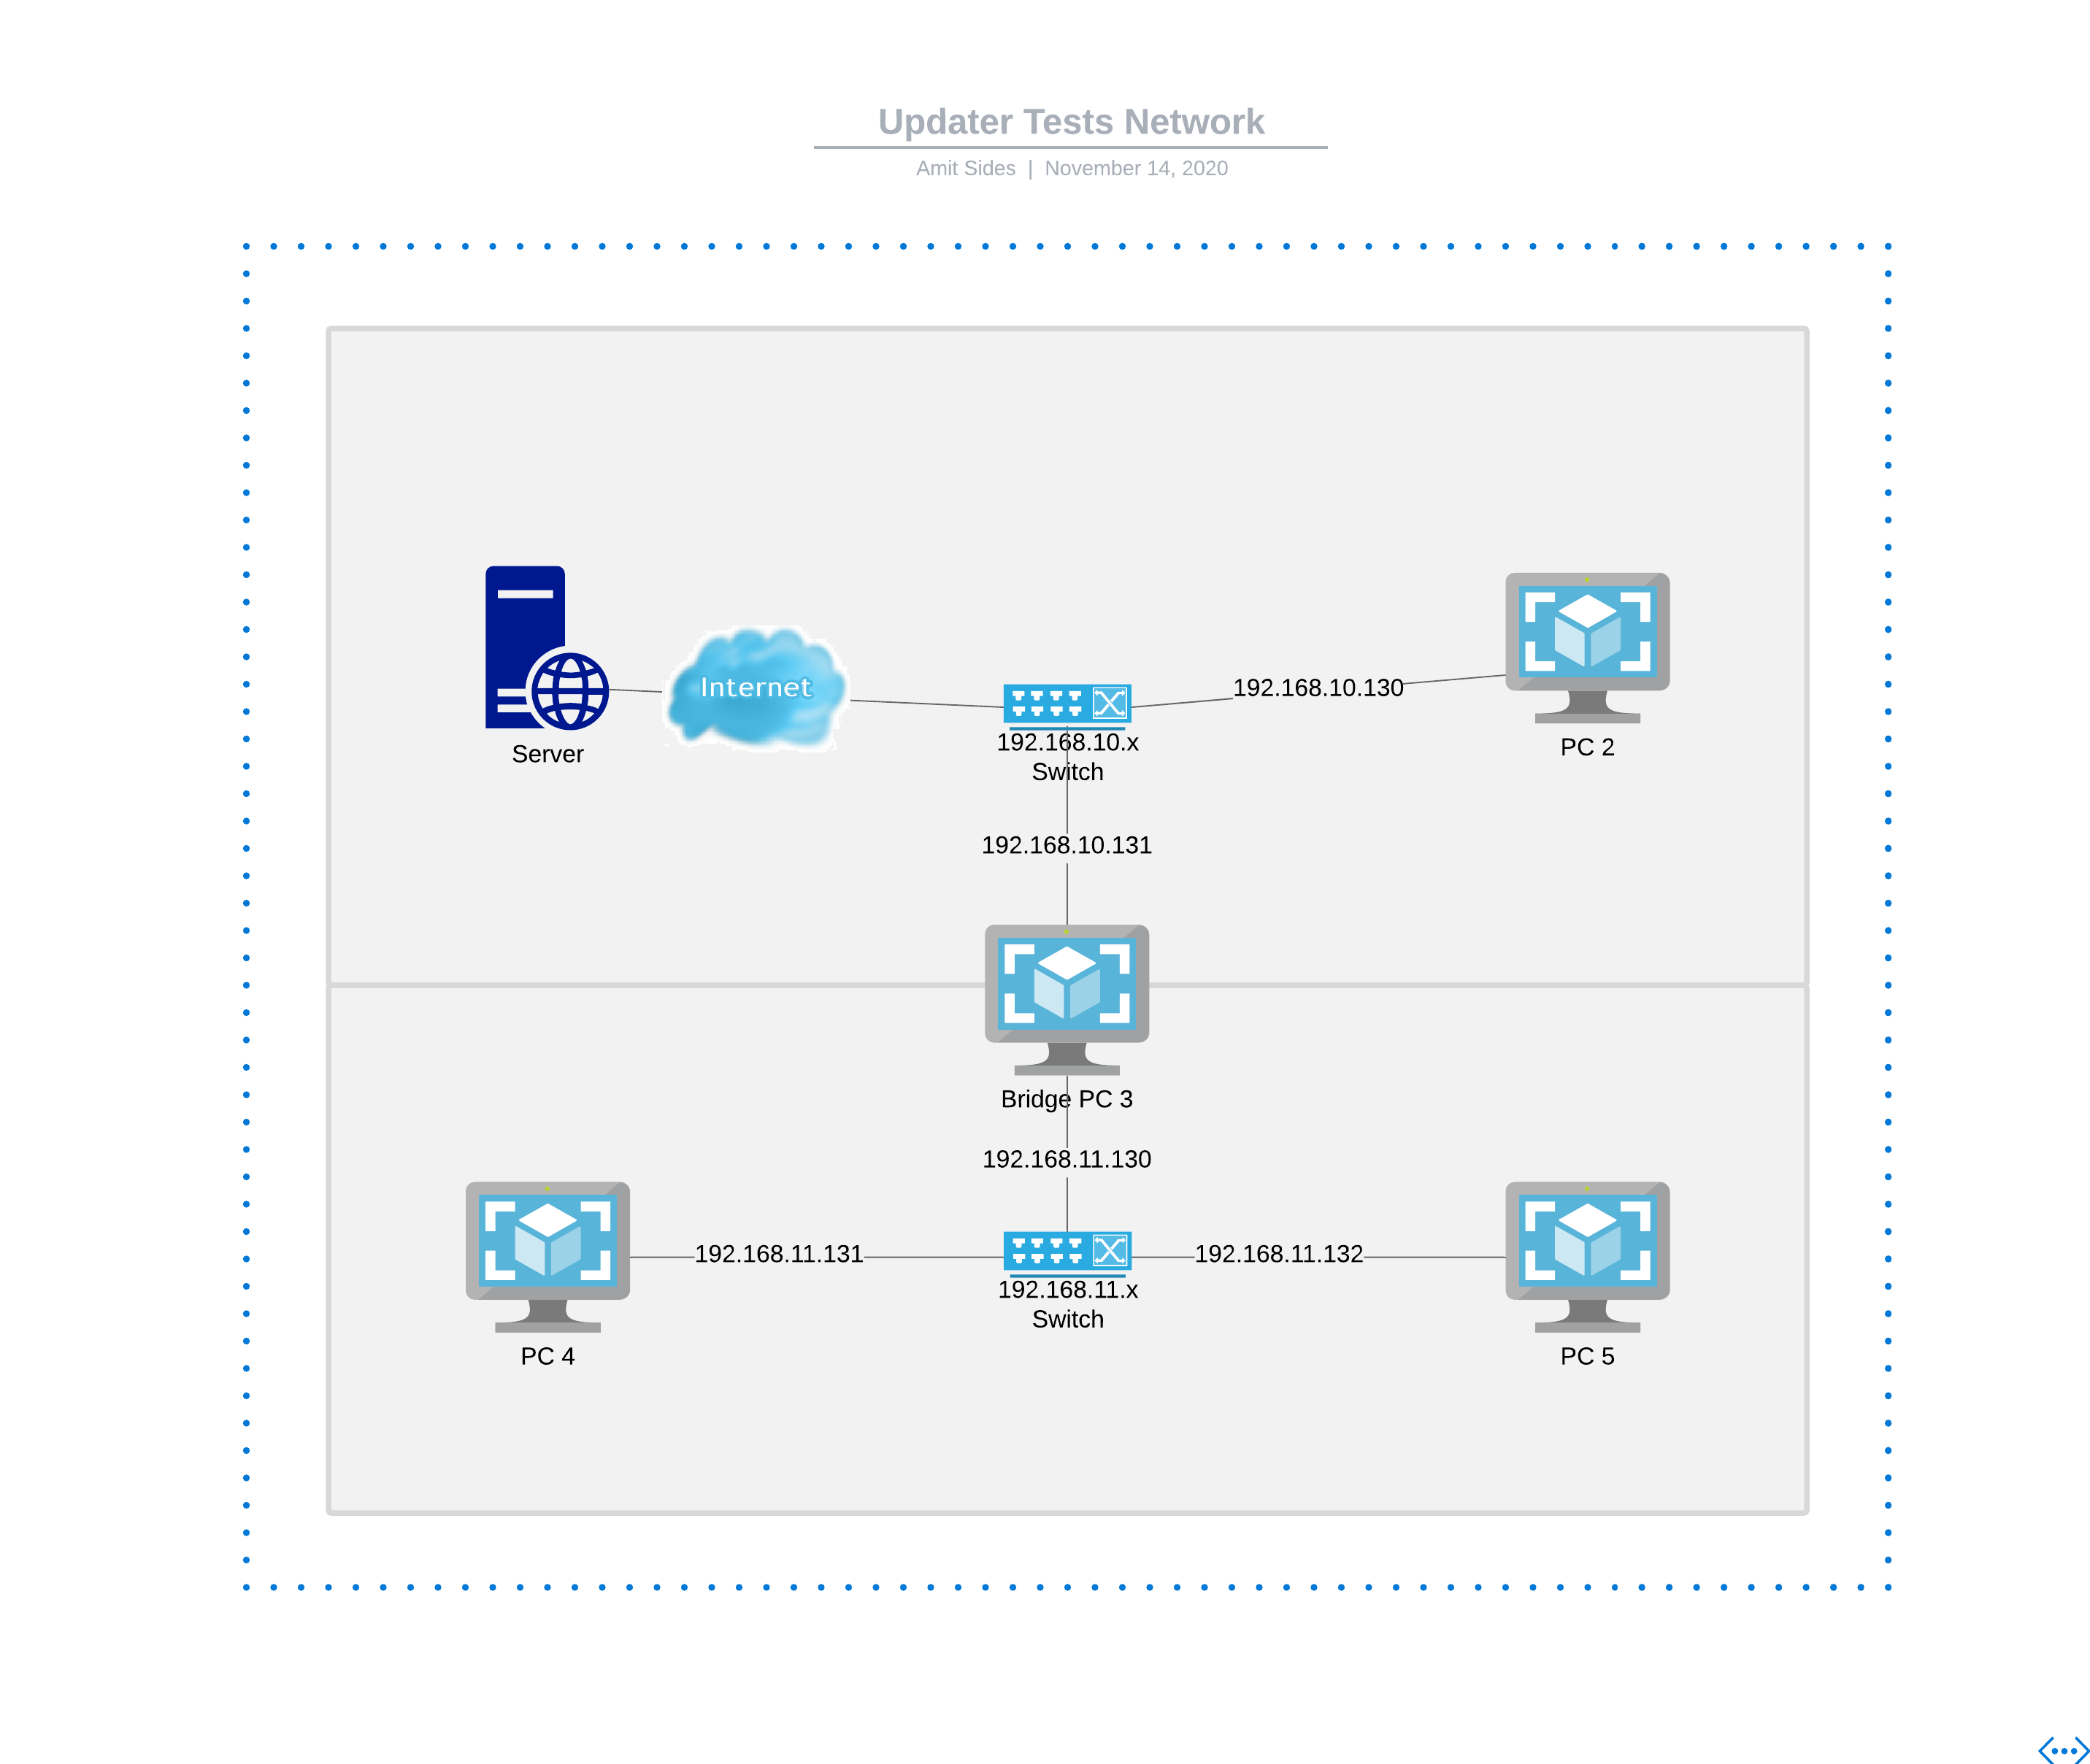 Updater Tests Network
Amit Sides | November 14, 2020
Internet
192.168.10.130
Server
192.168.10.x
Switch
PC 2
192.168.10.131
Bridge PC 3
192.168.11.130
192.168.11.131
192.168.11.132
192.168.11.x
Switch
PC 4
PC 5